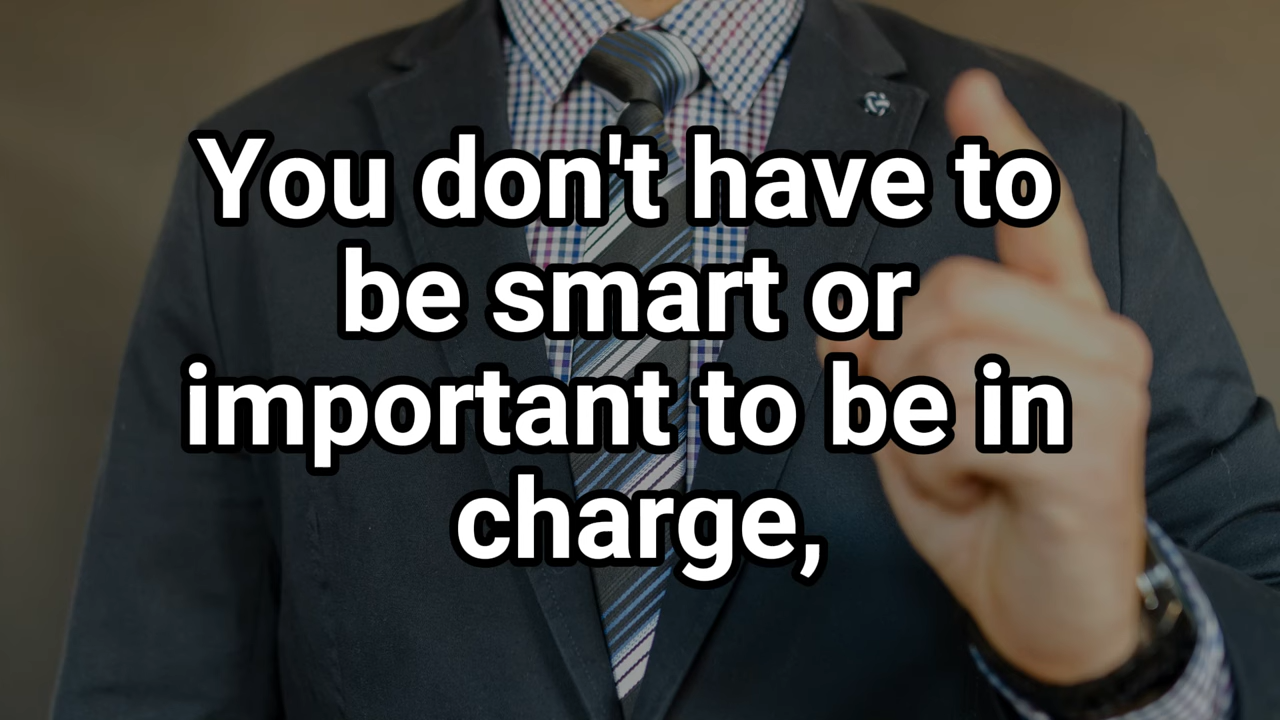 You don't have to
be smart or
important to be in
charge,